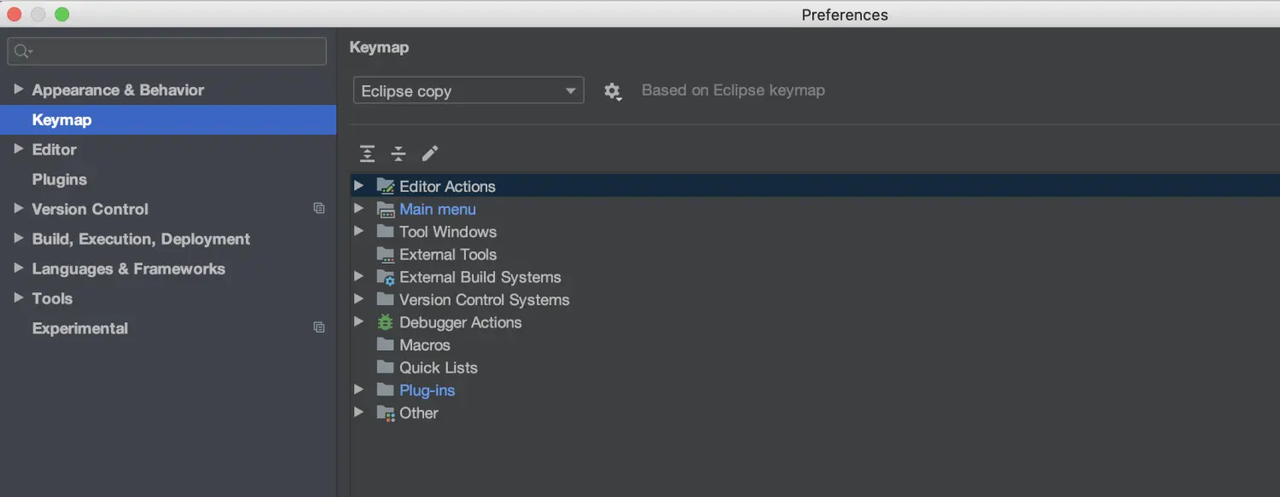 Preferences
Appearance & Behavior
Keymap
Editor
Plugins
Version Control
Build, Execution, Deployment
Languages & Frameworks
Tools
Experimental
Keymap
Eclipse copy
Based on Eclipse keymap
Editor Actions
Main menu
Tool Windows
External Tools
External Build Systems
Version Control Systems
Debugger Actions
Macros
Quick Lists
Plug-ins
Other